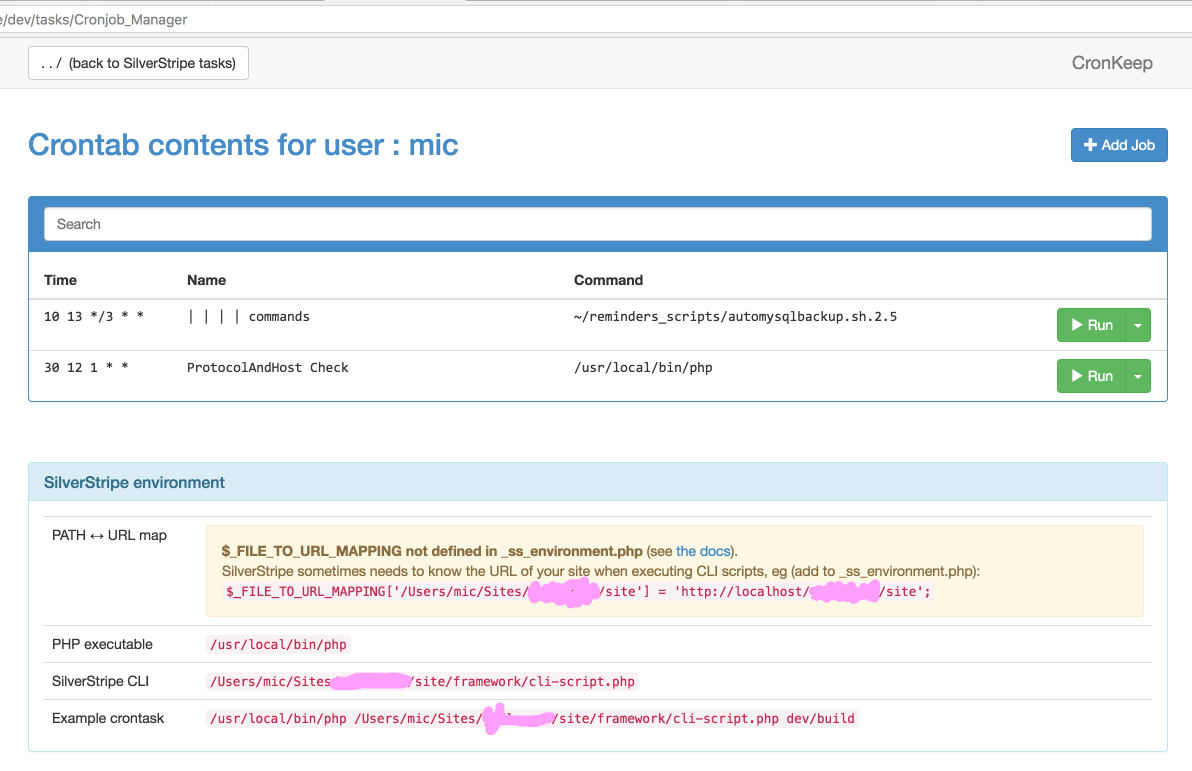 e/dev/tasks/Cronjob_Manager
. . / (back to SilverStripe tasks)
CronKeep
Crontab contents for user : mic
Add Job
Search
Time Name Command
10 13 */3 * * | | | | commands ~/reminders_scripts/automysqlbackup.sh.2.5 Run
30 12 1 * * ProtocolAndHost Check /usr/local/bin/php Run
SilverStripe environment
PATH ↔ URL map
$_FILE_TO_URL_MAPPING not defined in _ss_environment.php (see the docs).
SilverStripe sometimes needs to know the URL of your site when executing CLI scripts, eg (add to _ss_environment.php):
$_FILE_TO_URL_MAPPING['/Users/mic/Sites/ /site'] = 'http://localhost/ /site';
PHP executable /usr/local/bin/php
SilverStripe CLI /Users/mic/Sites /site/framework/cli-script.php
Example crontask /usr/local/bin/php /Users/mic/Sites/ /site/framework/cli-script.php dev/build